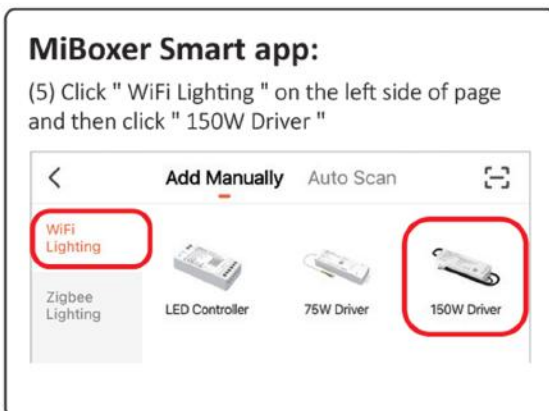 MiBoxer Smart app:
(5) Click " WiFi Lighting " on the left side of page
and then click " 150W Driver "
< Add Manually Auto Scan
WiFi
Lighting
LED Controller 75W Driver 150W Driver
Zigbee
Lighting